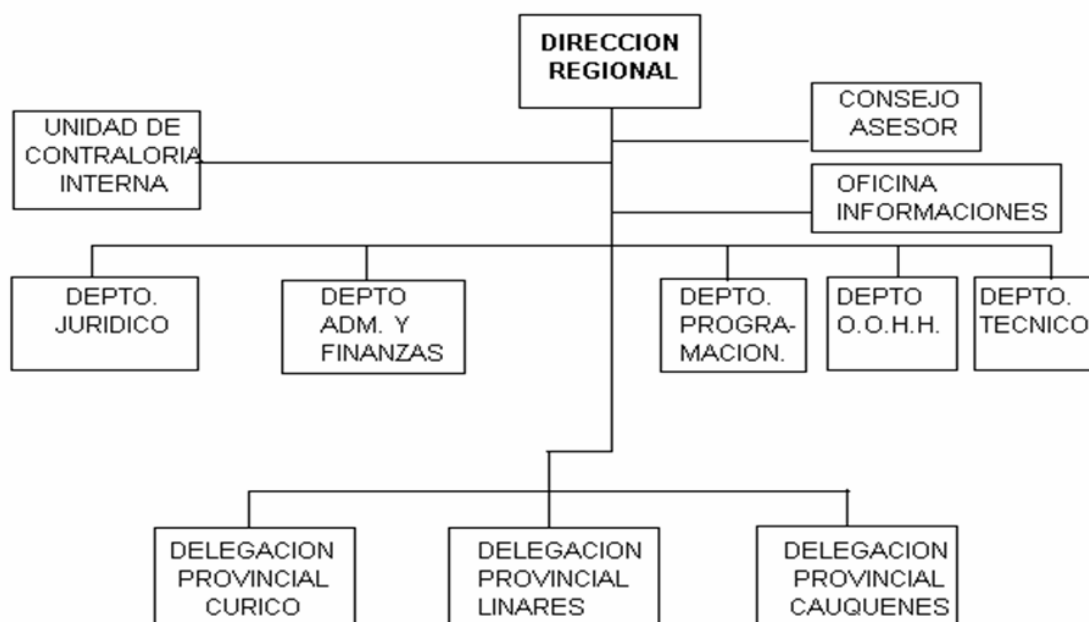 DIRECCION
REGIONAL
CONSEJO
ASESOR
UNIDAD DE
CONTRALORIA
INTERNA
OFICINA
INFORMACIONES
DEPTO.
JURIDICO
DEPTO
ADM. Y
FINANZAS
DEPTO.
PROGRA-
MACION.
DEPTO
O.O.H.H.
DEPTO.
TECNICO
DELEGACION
PROVINCIAL
CURICO
DELEGACION
PROVINCIAL
LINARES
DELEGACION
PROVINCIAL
CAUQUENES